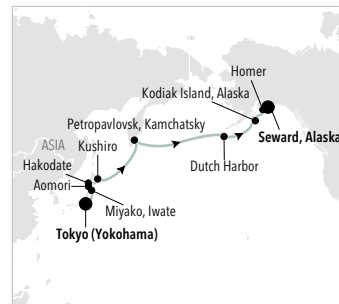 Homer
Kodiak Island, Alaska
Petropavlovsk, Kamchatsky
Seward, Alaska
ASIA
Kushiro
Dutch Harbor
Hakodate
Aomori
Miyako, Iwate
Tokyo (Yokohama)